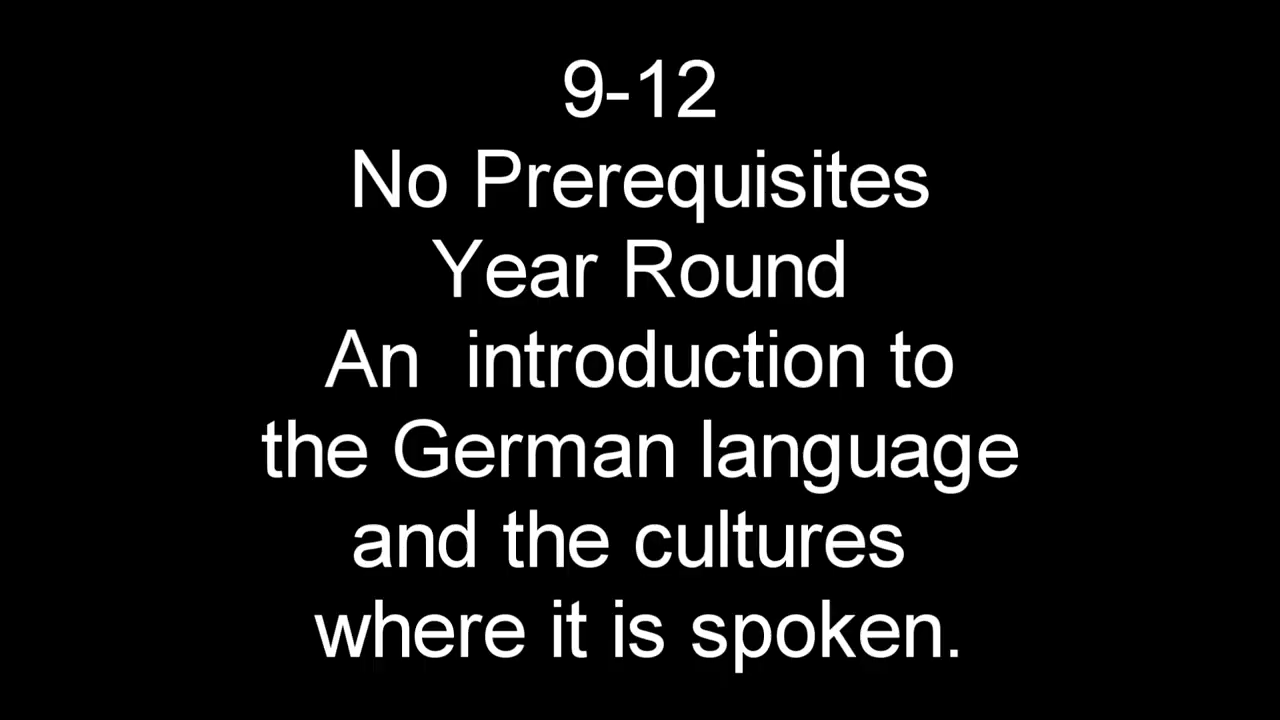 9-12
No Prerequisites
Year Round
An  introduction to
the German language
and the cultures
where it is spoken.